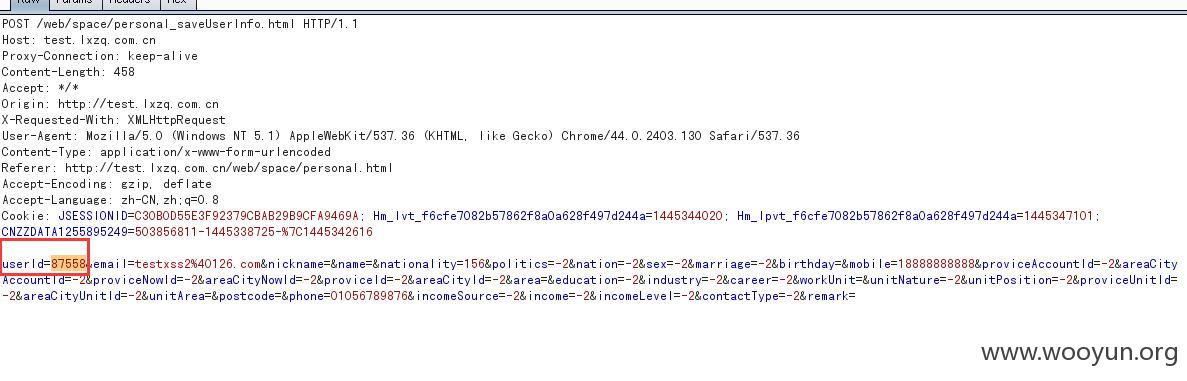 Raw Params Headers Hex
POST /web/space/personal_saveUserInfo.html HTTP/1.1
Host: test.lxzq.com.cn
Proxy-Connection: keep-alive
Content-Length: 458
Accept: */*
Origin: http://test.lxzq.com.cn
X-Requested-With: XMLHttpRequest
User-Agent: Mozilla/5.0 (Windows NT 5.1) AppleWebKit/537.36 (KHTML, like Gecko) Chrome/44.0.2403.130 Safari/537.36
Content-Type: application/x-www-form-urlencoded
Referer: http://test.lxzq.com.cn/web/space/personal.html
Accept-Encoding: gzip, deflate
Accept-Language: zh-CN,zh;q=0.8
Cookie: JSESSIONID=C30B0D55E3F92379CBAB29B9CFA9469A; Hm_lvt_f6cfe7082b57862f8a0a628f497d244a=1445344020; Hm_lpvt_f6cfe7082b57862f8a0a628f497d244a=1445347101;
CNZZDATA1255895249=503856811-1445338725-%7C1445342616
userId=87558&email=testxss2%40126.com&nickname=&name=&nationality=156&politics=-2&nation=-2&sex=-2&marriage=-2&birthday=&mobile=18888888888&proviceAccountId=-2&areaCity
AccountId=-2&proviceNowId=-2&areaCityNowId=-2&proviceId=-2&areaCityId=-2&area=&education=-2&industry=-2&career=-2&workUnit=&unitNature=-2&unitPosition=-2&proviceUnitId=
-2&areaCityUnitId=-2&unitArea=&postcode=&phone=01056789876&incomeSource=-2&income=-2&incomeLevel=-2&contactType=-2&remark=
www.wooyun.org